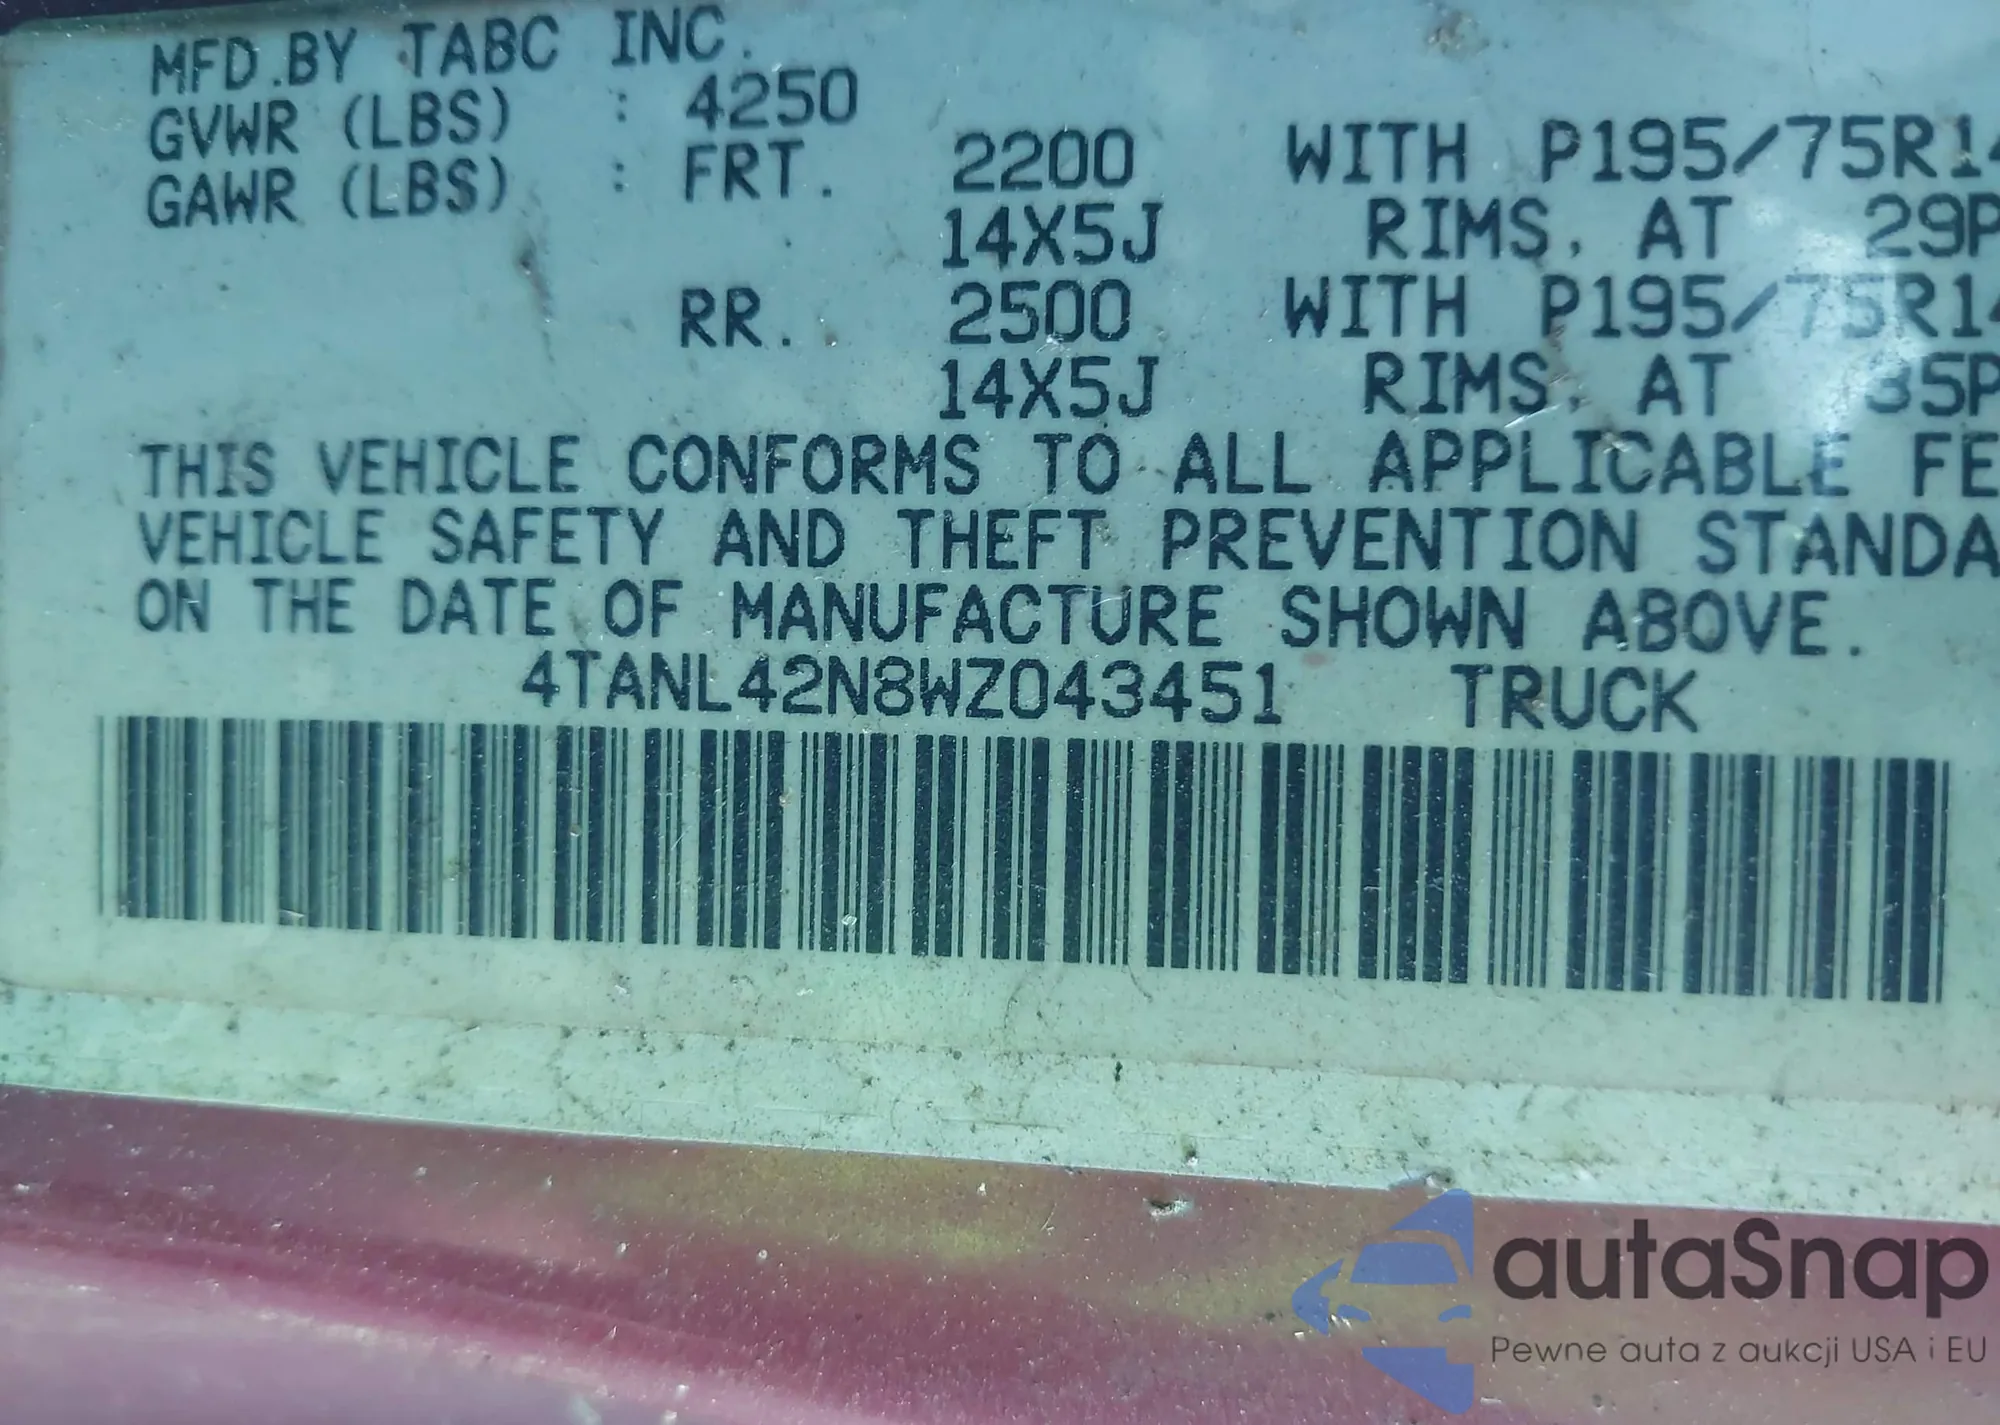 MFD.BY TABC INC.
GVWR (LBS) : 4250
GAWR (LBS) : FRT. 2200 WITH P195/75R14
14X5J RIMS, AT 29P
RR. 2500 WITH P195/75R14
14X5J RIMS, AT 35P
THIS VEHICLE CONFORMS TO ALL APPLICABLE FE
VEHICLE SAFETY AND THEFT PREVENTION STANDA
ON THE DATE OF MANUFACTURE SHOWN ABOVE.
4TANL42N8WZ043451 TRUCK
autaSnap
Pewne auta z aukcji USA i EU